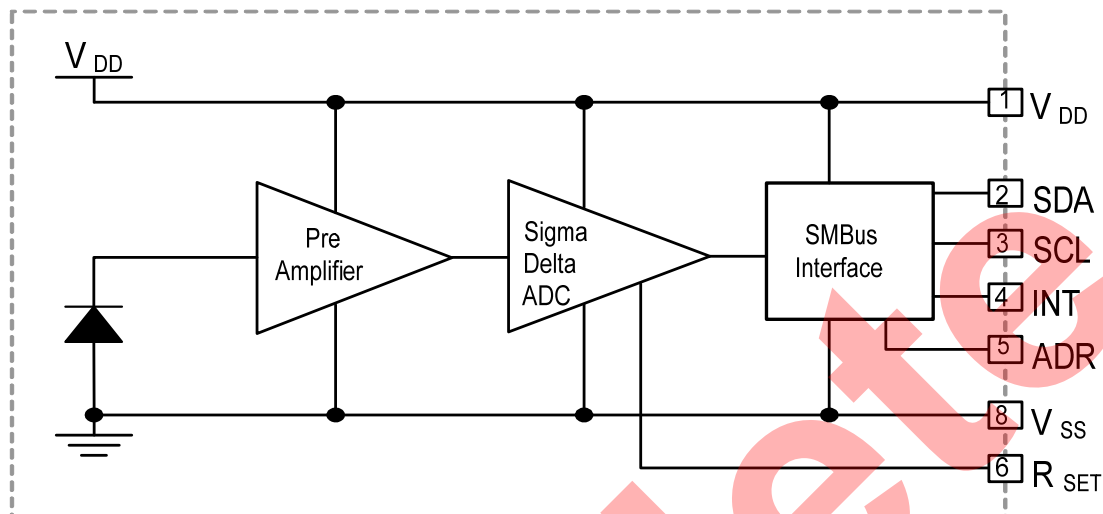 V DD
1 V DD
2 SDA
3 SCL
4 INT
5 ADR
8 V SS
6 R SET
Pre
Amplifier
Sigma
Delta
ADC
SMBus
Interface